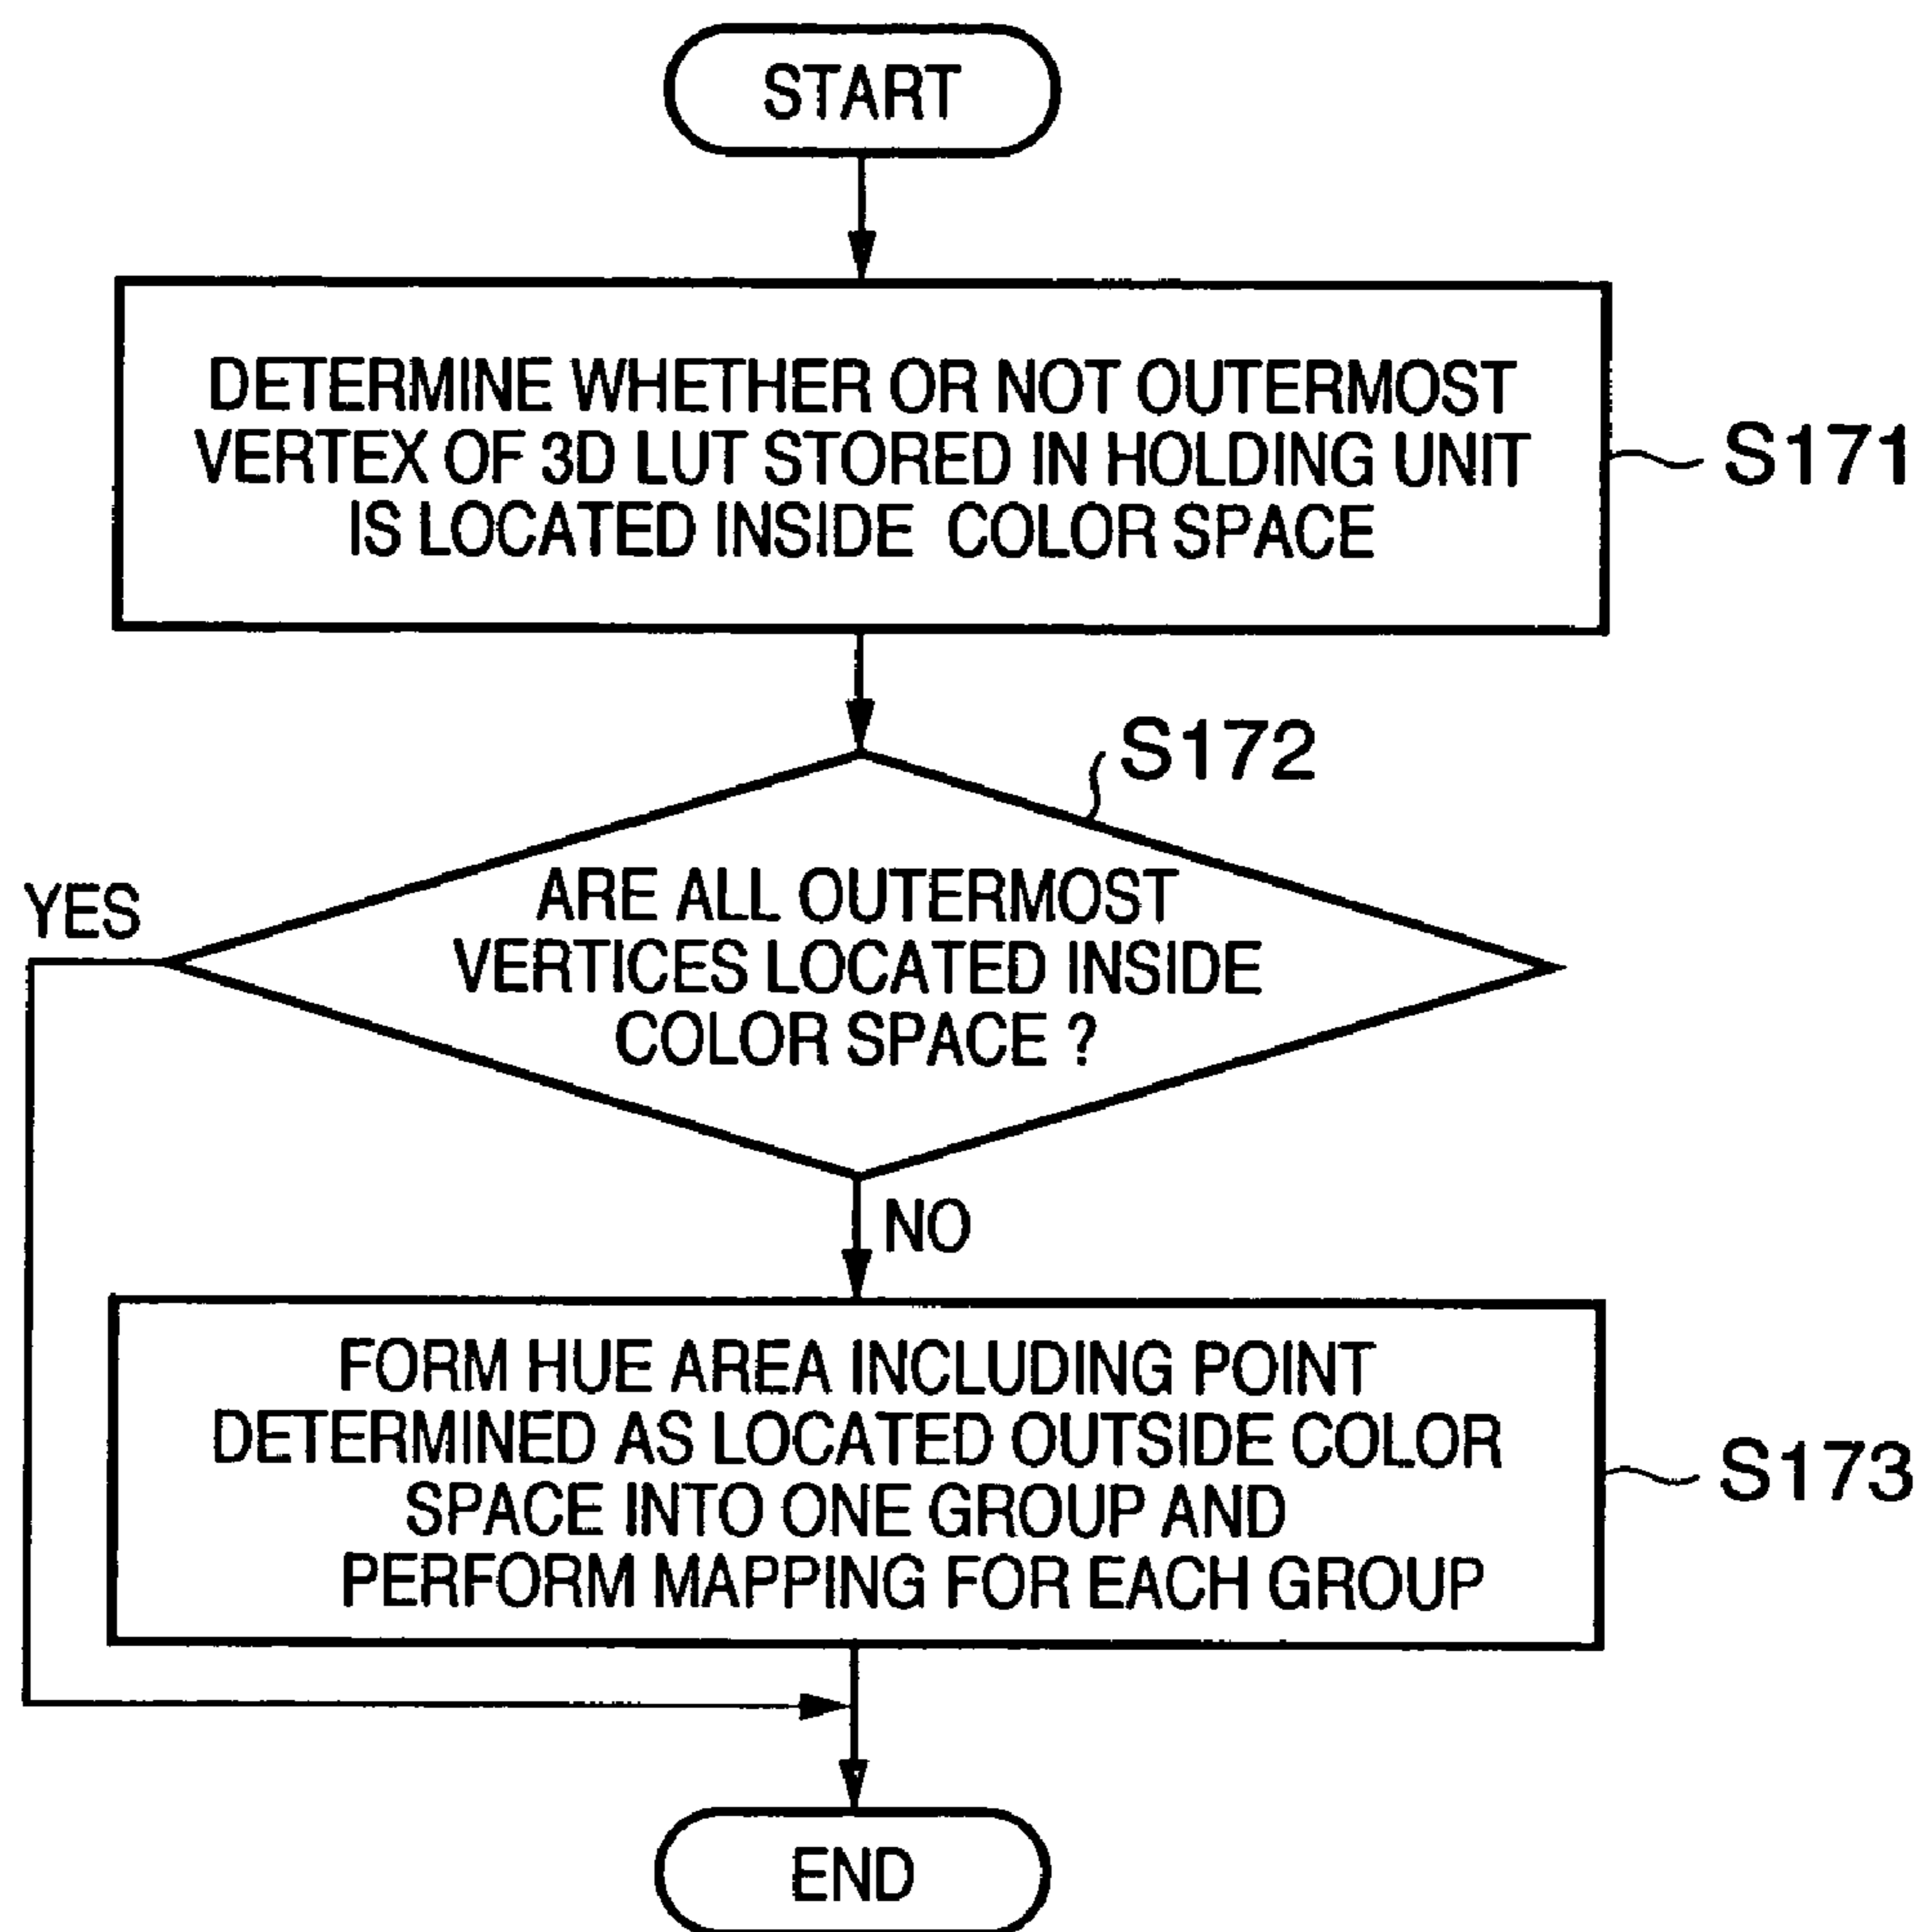 START
DETERMINE WHETHER OR NOT OUTERMOST
VERTEX OF 3D LUT STORED IN HOLDING UNIT
IS LOCATED INSIDE COLOR SPACE
S171
S172
ARE ALL OUTERMOST
VERTICES LOCATED INSIDE
COLOR SPACE ?
YES
NO
FORM HUE AREA INCLUDING POINT
DETERMINED AS LOCATED OUTSIDE COLOR
SPACE INTO ONE GROUP AND
PERFORM MAPPING FOR EACH GROUP
S173
END